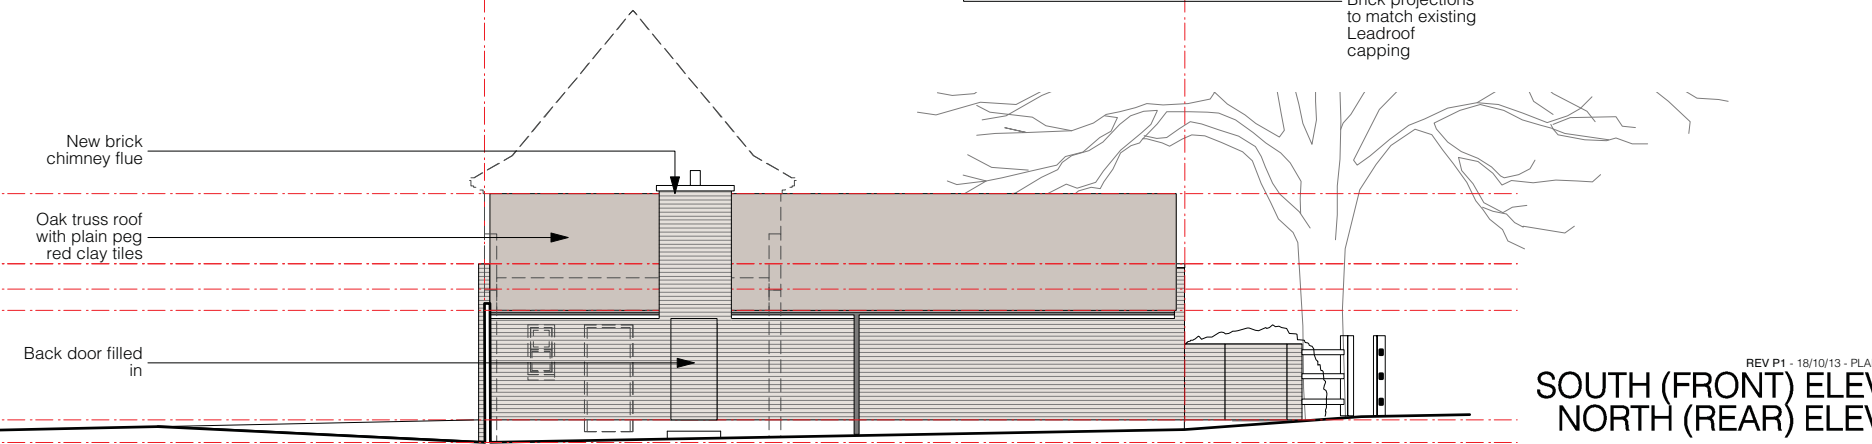 Brick projections
to match existing
Leadroof
capping
New brick
chimney flue
Oak truss roof
with plain peg
red clay tiles
Back door filled
in
REV P1 - 18/10/13 - PLA
SOUTH (FRONT) ELEV
NORTH (REAR) ELEV